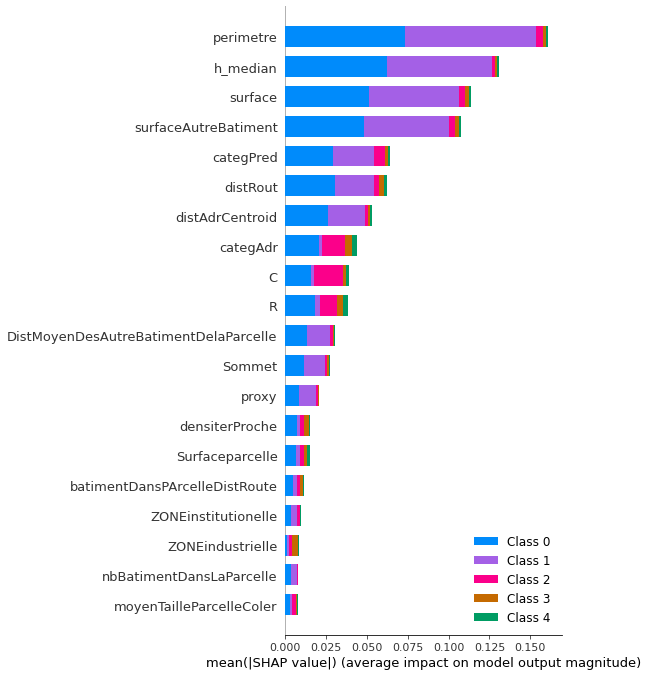 perimetre
h_median
surface
surfaceAutreBatiment
categPred
distRout
distAdrCentroid
categAdr
C
R
DistMoyenDesAutreBatimentDelaParcelle
Sommet
proxy
densiterProche
Surfaceparcelle
batimentDansPArcelleDistRoute
ZONEinstitutionelle
ZONEindustrielle
nbBatimentDansLaParcelle
moyenTailleParcelleColer
Class 0
Class 1
Class 2
Class 3
Class 4
0.000 0.025 0.050 0.075 0.100 0.125 0.150
mean(|SHAP value|) (average impact on model output magnitude)